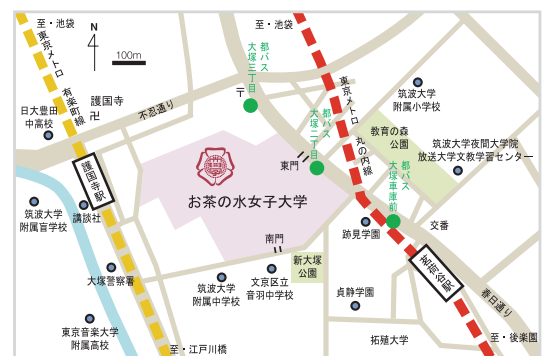 至・池袋
N
100m
東京メトロ 有楽町線
護国寺
卍
日大豊田
中高校
不忍通り
都バス
大塚三丁目
〒
至・池袋
東京メトロ 丸の内線
筑波大学
附属小学校
教育の森
公園
都バス
大塚二丁目
筑波大学夜間大学院
放送大学文教学習センター
東門
お茶の水女子大学
護国寺駅
講談社
筑波大学
附属盲学校
都バス
大塚車庫前
交番
跡見学園
南門
新大塚
公園
茗荷谷駅
大塚警察署
筑波大学
附属中学校
文京区立
音羽中学校
貞静学園
春日通り
東京音楽大学
附属高校
至・江戸川橋
拓殖大学
至・後楽園